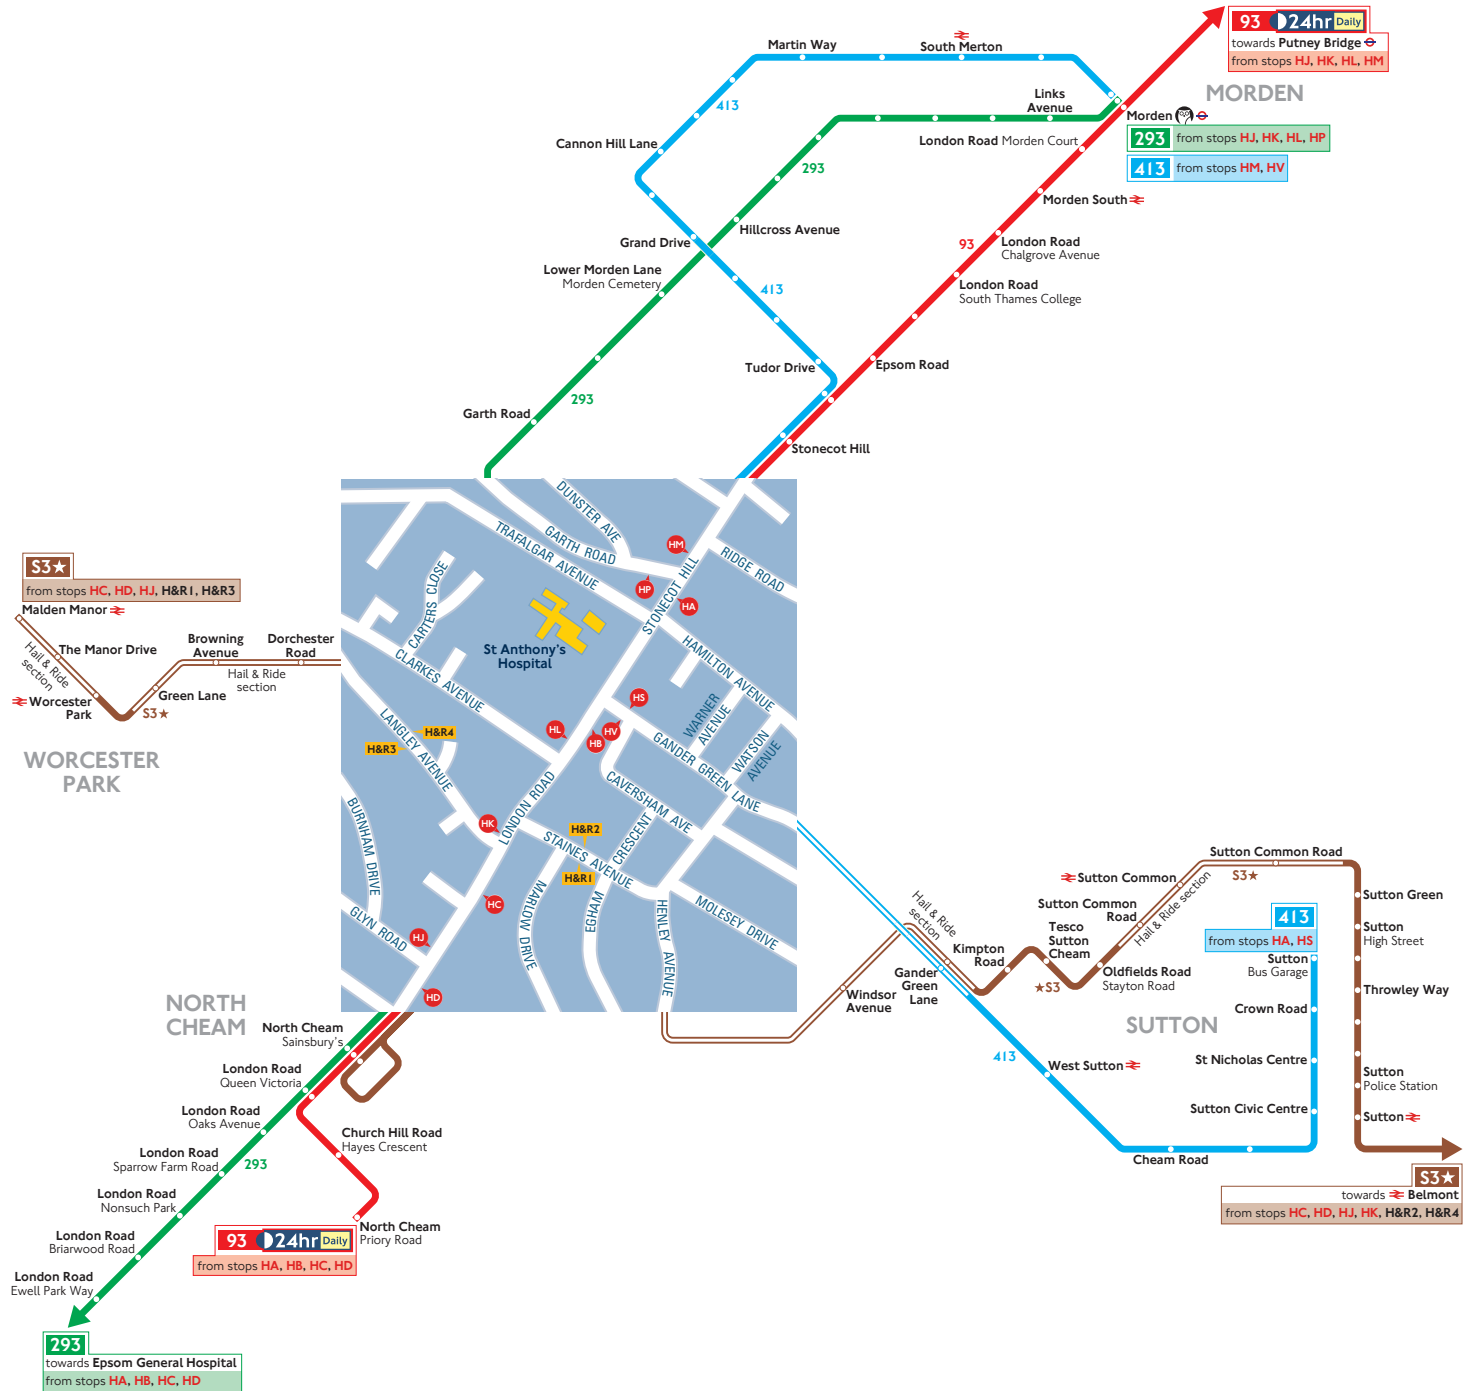 93 24hr Daily
towards Putney Bridge
from stops HJ, HK, HL, HM
MORDEN
Martin Way
South Merton
Links
Avenue
Morden
293 from stops HJ, HK, HL, HP
413 from stops HM, HV
413
Cannon Hill Lane
London Road Morden Court
293
Morden South
Hillcross Avenue
Grand Drive
93
London Road
Chalgrove Avenue
Lower Morden Lane
Morden Cemetery
413
London Road
South Thames College
Tudor Drive
Epsom Road
293
Garth Road
Stonecot Hill
DUNSTER AVE
GARTH ROAD
TRAFALGAR AVENUE
HM
RIDGE ROAD
HP
HA
STONECOT HILL
CARTERS CLOSE
St Anthony's
Hospital
HAMILTON AVENUE
CLARKES AVENUE
HS
WARNER
AVENUE
HL
HV
HB
GANDER GREEN LANE
WATSON
AVENUE
LANGLEY AVENUE
H&R4
H&R3
LONDON ROAD
CAVERSHAM AVE
BURNHAM DRIVE
HK
H&R2
STAINES AVENUE
CRESCENT
EGHAM
H&R1
MARLOW DRIVE
HENLEY AVENUE
MOLESEY DRIVE
HC
GLYN ROAD
HJ
HD
S3★
from stops HC, HD, HJ, H&R1, H&R3
Malden Manor
The Manor Drive
Hail & Ride
section
Browning
Avenue
Dorchester
Road
Hail & Ride
section
Green Lane
Worcester
Park
S3★
WORCESTER
PARK
Sutton Common Road
S3★
Sutton Common
Sutton Common
Road
Hail & Ride section
Hail & Ride
section
Kimpton
Road
Tesco
Sutton
Cheam
Oldfields Road
Stayton Road
★S3
Gander
Green
Lane
Windsor
Avenue
413
from stops HA, HS
Sutton
Bus Garage
Sutton Green
Sutton
High Street
Throwley Way
Crown Road
SUTTON
St Nicholas Centre
413
West Sutton
Sutton
Police Station
Sutton Civic Centre
Sutton
Cheam Road
S3★
towards Belmont
from stops HC, HD, HJ, HK, H&R2, H&R4
NORTH
CHEAM
North Cheam
Sainsbury's
London Road
Queen Victoria
London Road
Oaks Avenue
Church Hill Road
Hayes Crescent
London Road
Sparrow Farm Road
293
London Road
Nonsuch Park
North Cheam
Priory Road
93 24hr Daily
from stops HA, HB, HC, HD
London Road
Briarwood Road
London Road
Ewell Park Way
293
towards Epsom General Hospital
from stops HA, HB, HC, HD